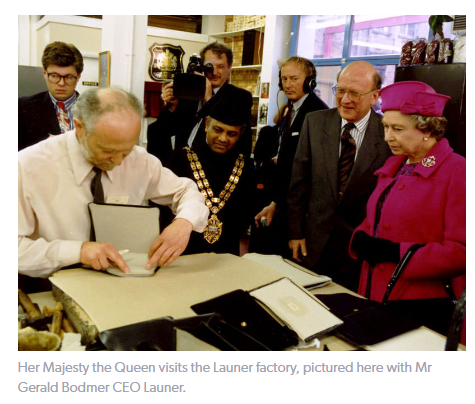 Her Majesty the Queen visits the Launer factory, pictured here with Mr
Gerald Bodmer CEO Launer.